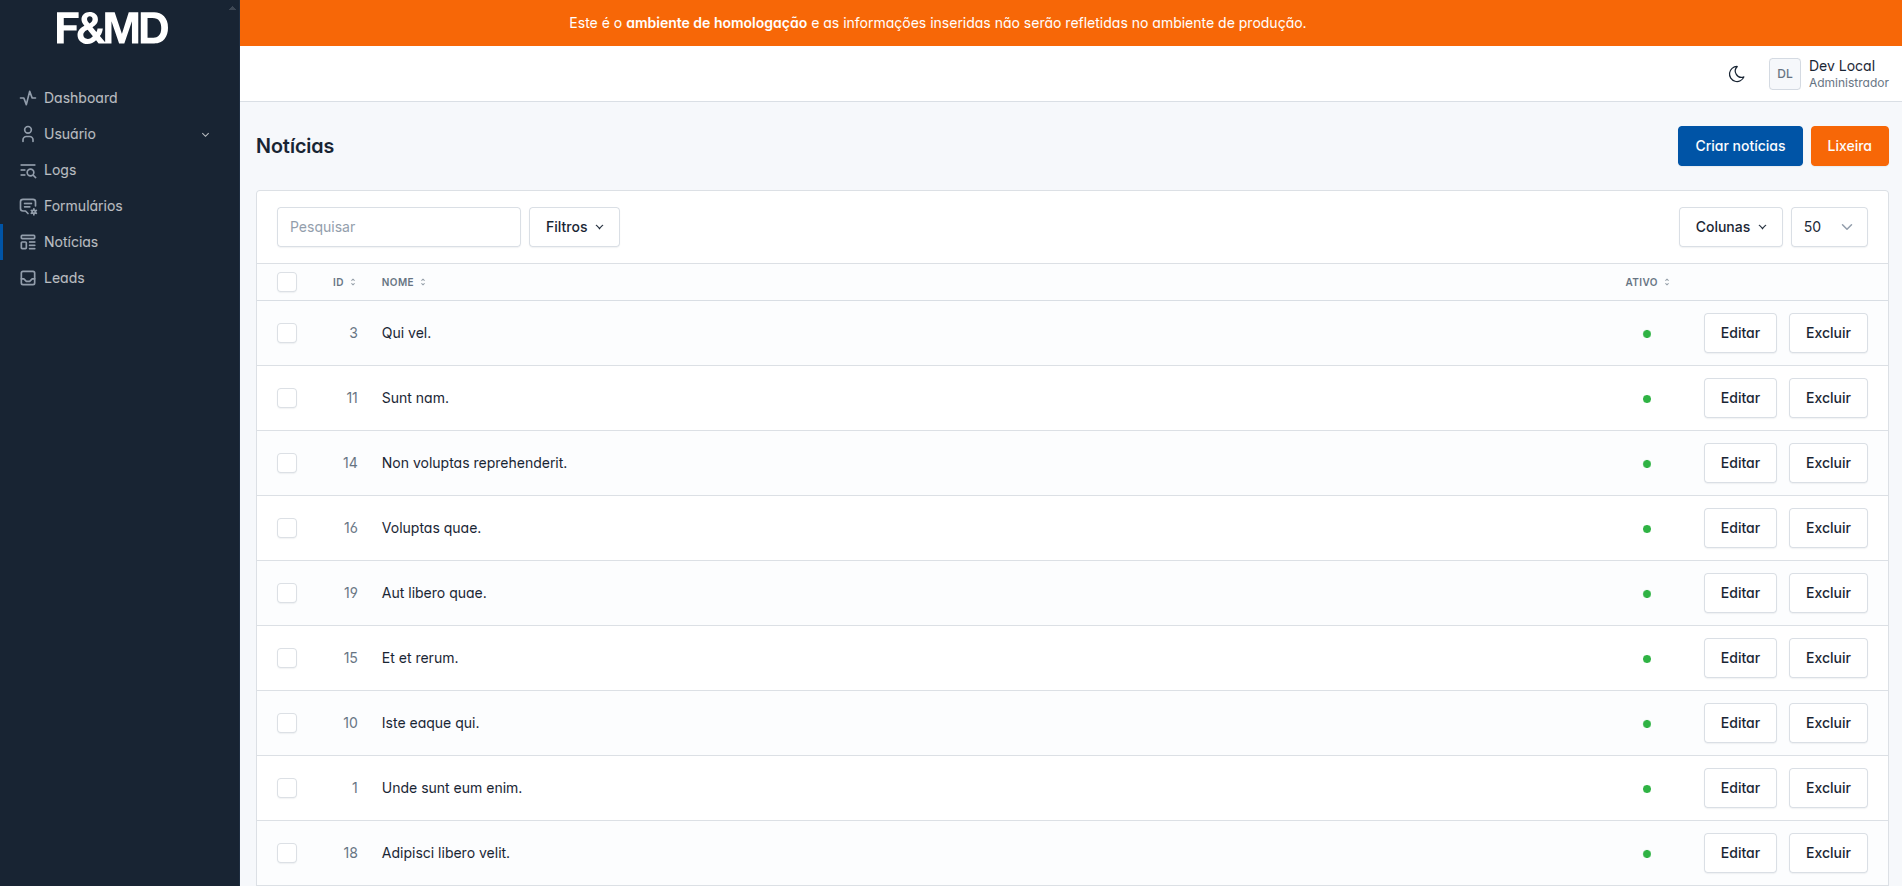 F&MD
Este é o ambiente de homologação e as informações inseridas não serão refletidas no ambiente de produção.
DL
Dev Local
Administrador
Dashboard
Usuário
Logs
Formulários
Notícias
Leads
Notícias
Criar notícias
Lixeira
Pesquisar
Filtros
Colunas
50
ID NOME ATIVO
3 Qui vel. Editar Excluir
11 Sunt nam. Editar Excluir
14 Non voluptas reprehenderit. Editar Excluir
16 Voluptas quae. Editar Excluir
19 Aut libero quae. Editar Excluir
15 Et et rerum. Editar Excluir
10 Iste eaque qui. Editar Excluir
1 Unde sunt eum enim. Editar Excluir
18 Adipisci libero velit. Editar Excluir